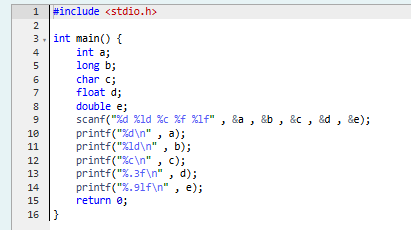 1 #include <stdio.h>
2
3 int main() {
4 int a;
5 long b;
6 char c;
7 float d;
8 double e;
9 scanf("%d %ld %c %f %lf" , &a , &b , &c , &d , &e);
10 printf("%d\n" , a);
11 printf("%ld\n" , b);
12 printf("%c\n" , c);
13 printf("%.3f\n" , d);
14 printf("%.9lf\n" , e);
15 return 0;
16 }